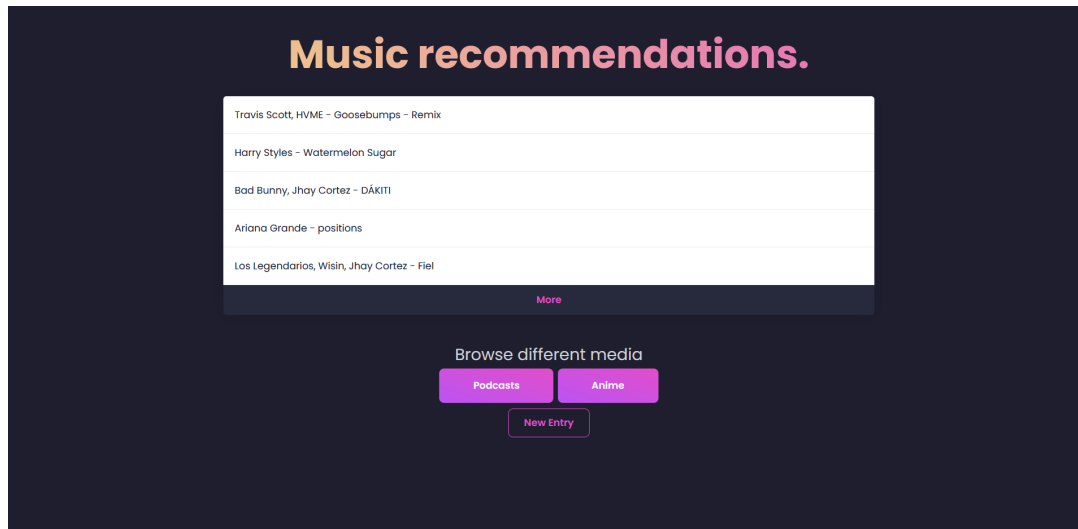 Music recommendations.
Travis Scott, HVME - Goosebumps - Remix
Harry Styles - Watermelon Sugar
Bad Bunny, Jhay Cortez - DÁKITI
Ariana Grande - positions
Los Legendarios, Wisin, Jhay Cortez - Fiel
More
Browse different media
Podcasts Anime
New Entry